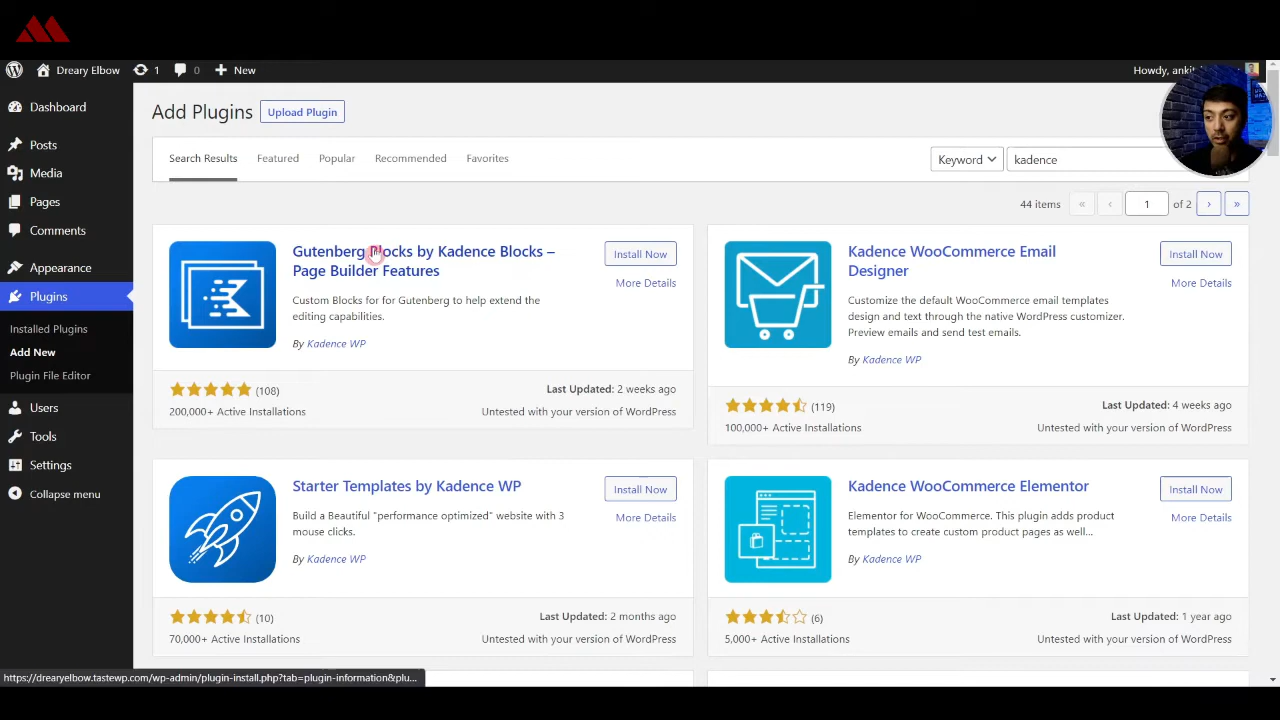 Dreary Elbow
1
0
New
Howdy, ankit
Dashboard
Posts
Media
Pages
Comments
Appearance
Plugins
Installed Plugins
Add New
Plugin File Editor
Users
Tools
Settings
Collapse menu
Add Plugins
Upload Plugin
Search Results
Featured
Popular
Recommended
Favorites
Keyword
kadence
44 items
«
‹
1
of 2
›
»
Gutenberg Blocks by Kadence Blocks –
Page Builder Features
Install Now
More Details
Custom Blocks for for Gutenberg to help extend the
editing capabilities.
By Kadence WP
(108)
200,000+ Active Installations
Last Updated: 2 weeks ago
Untested with your version of WordPress
Kadence WooCommerce Email
Designer
Install Now
More Details
Customize the default WooCommerce email templates
design and text through the native WordPress customizer.
Preview emails and send test emails.
By Kadence WP
(119)
100,000+ Active Installations
Last Updated: 4 weeks ago
Untested with your version of WordPress
Starter Templates by Kadence WP
Install Now
More Details
Build a Beautiful "performance optimized" website with 3
mouse clicks.
By Kadence WP
(10)
70,000+ Active Installations
Last Updated: 2 months ago
Untested with your version of WordPress
Kadence WooCommerce Elementor
Install Now
More Details
Elementor for WooCommerce. This plugin adds product
templates to create custom product pages as well...
By Kadence WP
(6)
5,000+ Active Installations
Last Updated: 1 year ago
Untested with your version of WordPress
https://drearyelbow.tastewp.com/wp-admin/plugin-install.php?tab=plugin-information&plu...